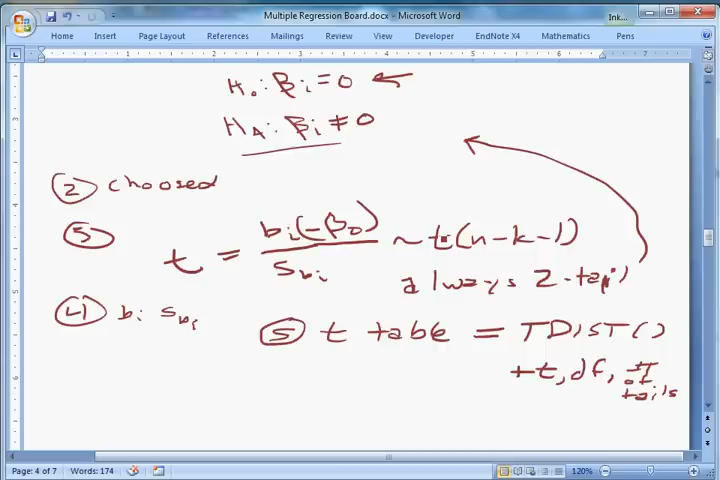 Multiple Regression Board.docx - Microsoft Word
Ink...
Home Insert Page Layout References Mailings Review View Developer EndNote X4 Mathematics Pens
H₀: βi = 0
HA: βi ≠ 0
② choosed
③
t = bi(-β₀) / Sbi ~ t(n-k-1)
always 2-tail
④ bi Sbi
⑤ t table = TDIST()
+t, df, # of tails
Page: 4 of 7 Words: 174 120%